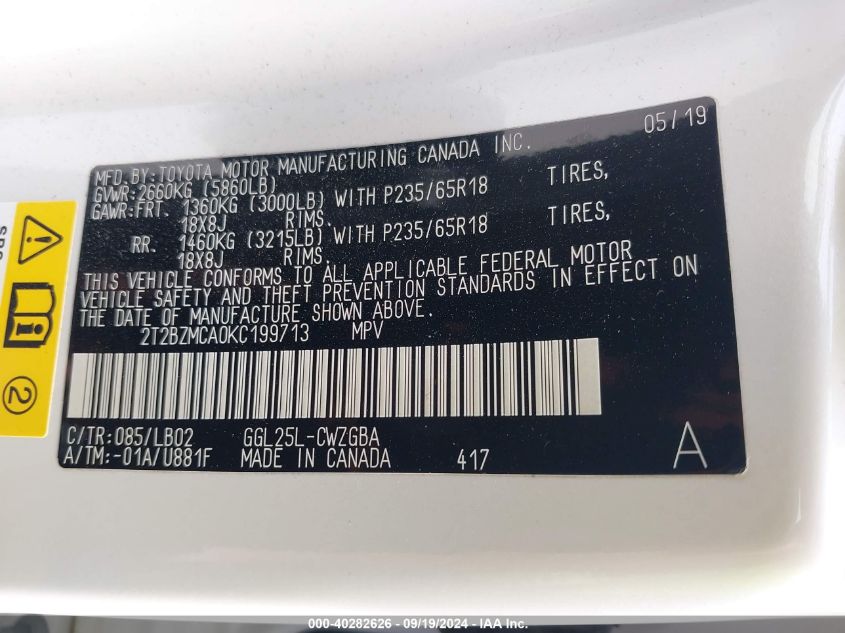 05/19
MFD. BY:TOYOTA MOTOR MANUFACTURING CANADA INC.
GVWR:2660KG (5860LB)
GAWR:FRT. 1360KG (3000LB) WITH P235/65R18 TIRES,
18X8J RIMS.
RR. 1460KG (3215LB) WITH P235/65R18 TIRES,
18X8J RIMS.
THIS VEHICLE CONFORMS TO ALL APPLICABLE FEDERAL MOTOR
VEHICLE SAFETY AND THEFT PREVENTION STANDARDS IN EFFECT ON
THE DATE OF MANUFACTURE SHOWN ABOVE.
2T2BZMCA0KC199713 MPV
C/TR:085/LB02 GGL25L-CWZGBA
A/TM:-01A/U881F MADE IN CANADA 417 A
2
000-40282626 - 09/19/2024 - IAA Inc.